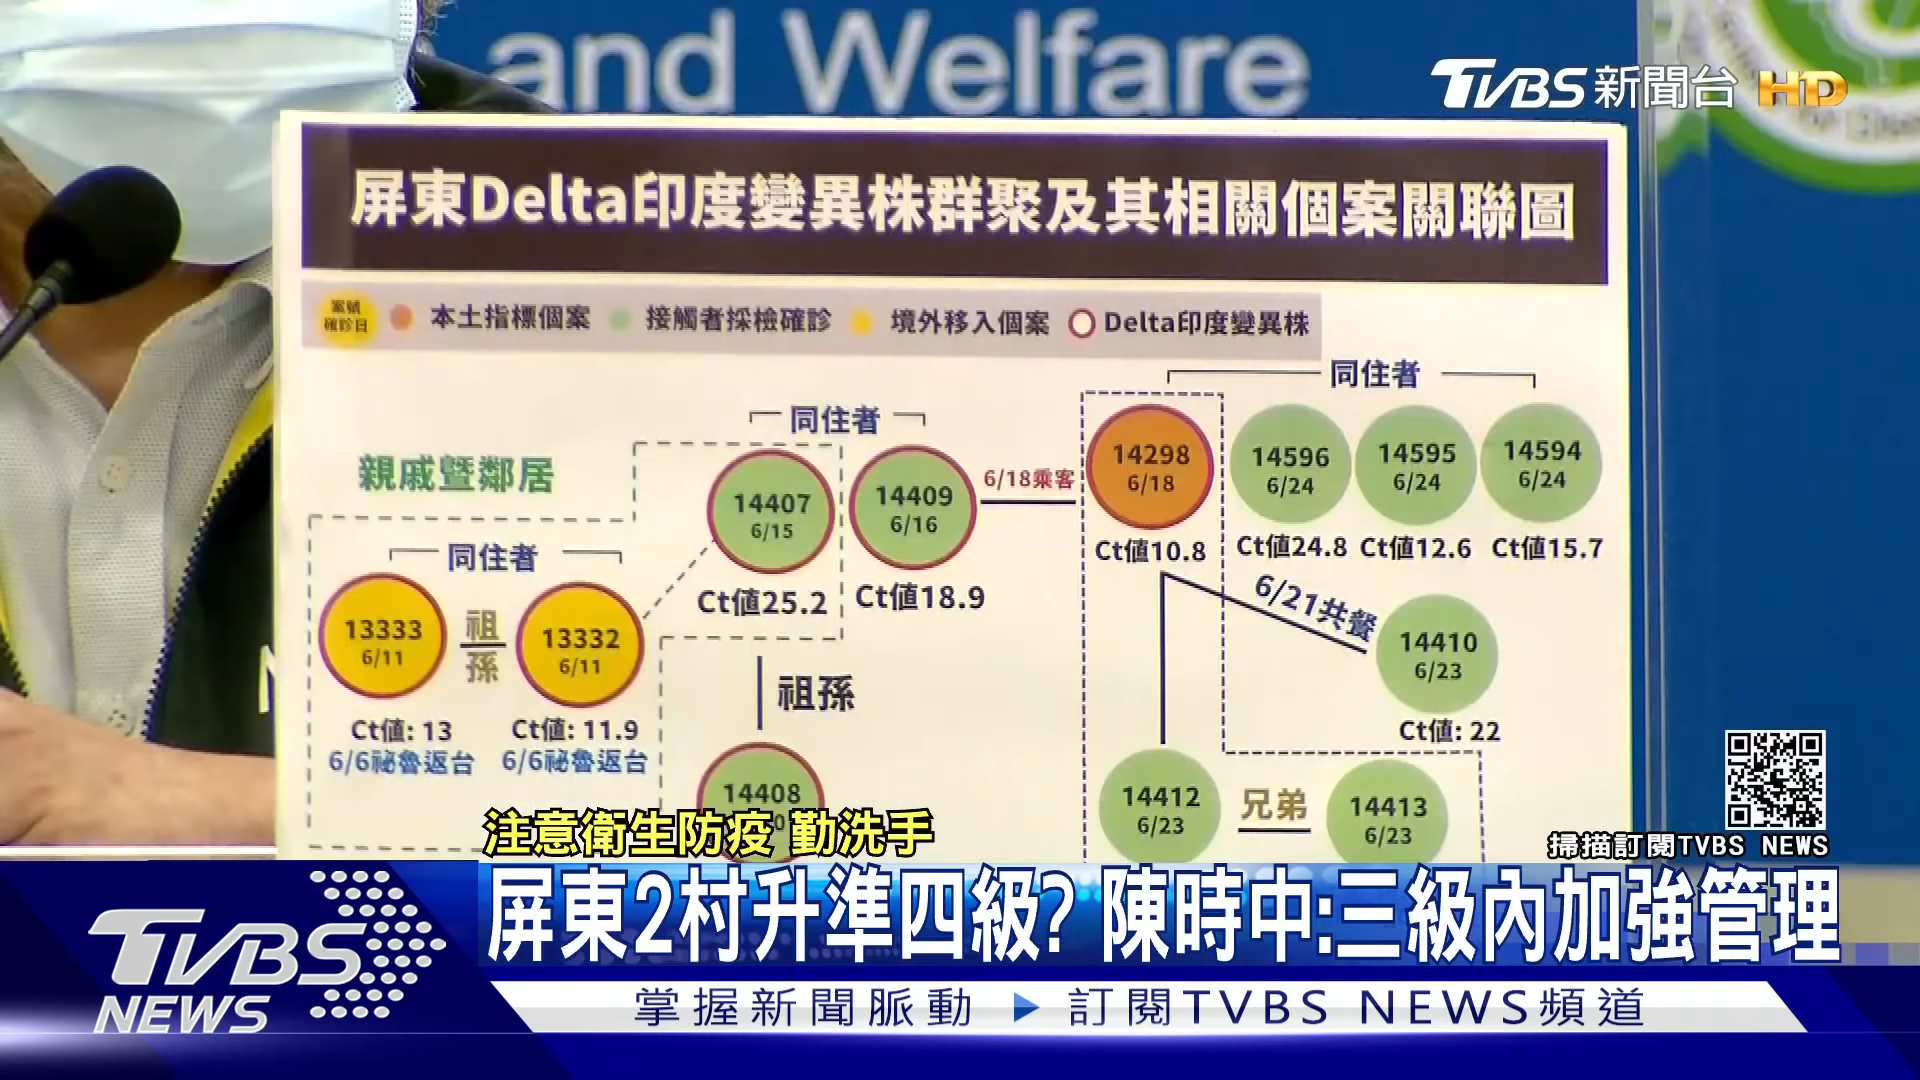 and Welfare
TVBS新聞台 HD
屏東Delta印度變異株群聚及其相關個案關聯圖
案號
確診日
本土指標個案 接觸者採檢確診 境外移入個案 Delta印度變異株
同住者
同住者
親戚暨鄰居
14298
6/18
Ct值10.8
14596
6/24
Ct值24.8
14595
6/24
Ct值12.6
14594
6/24
Ct值15.7
14407
6/15
Ct值25.2
14409
6/16
Ct值18.9
6/18乘客
同住者
13333
6/11
Ct值: 13
6/6祕魯返台
祖
孫
13332
6/11
Ct值: 11.9
6/6祕魯返台
祖孫
6/21共餐
14410
6/23
Ct值: 22
14408
14412
6/23
兄弟
14413
6/23
注意衛生防疫 勤洗手
掃描訂閱TVBS NEWS
屏東2村升準四級? 陳時中:三級內加強管理
TVBS
NEWS
掌握新聞脈動 ▶ 訂閱TVBS NEWS頻道